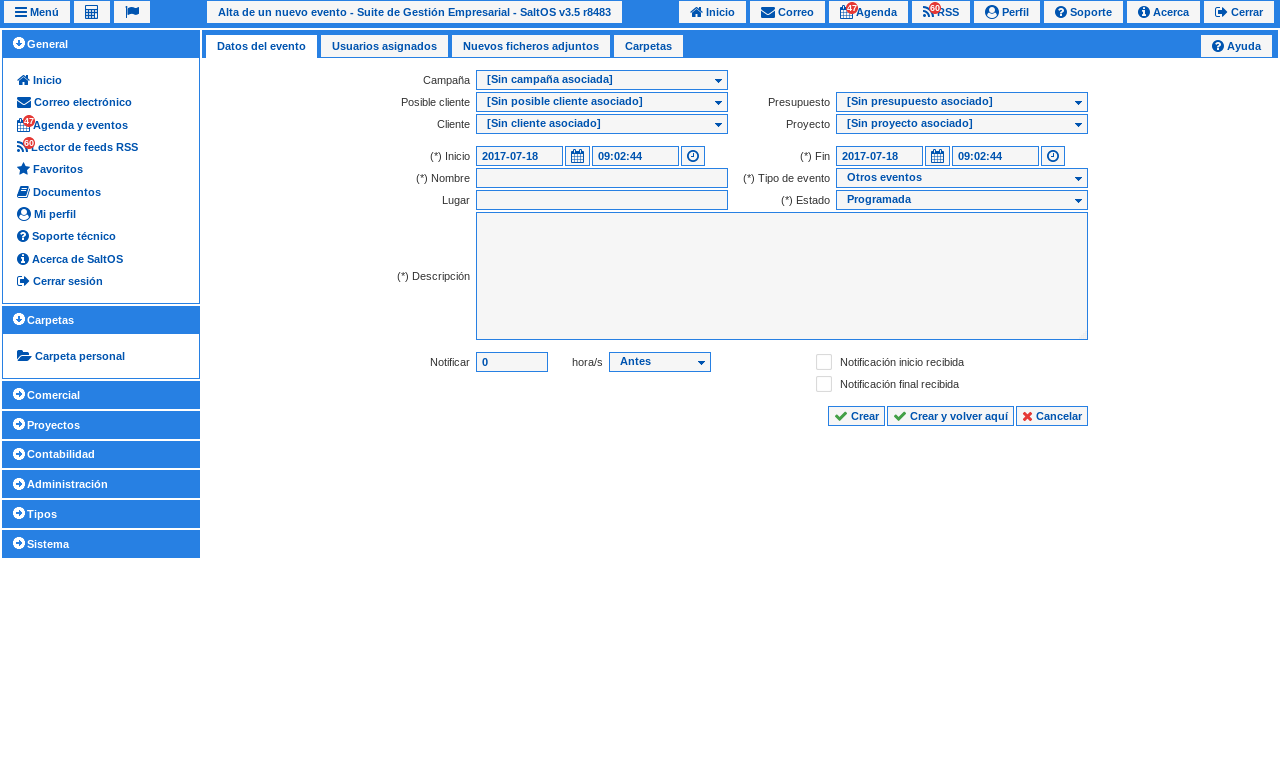 Menú
Alta de un nuevo evento - Suite de Gestión Empresarial - SaltOS v3.5 r8483
Inicio
Correo
47
Agenda
60
RSS
Perfil
Soporte
Acerca
Cerrar
General
Inicio
Correo electrónico
47
Agenda y eventos
60
Lector de feeds RSS
Favoritos
Documentos
Mi perfil
Soporte técnico
Acerca de SaltOS
Cerrar sesión
Carpetas
Carpeta personal
Comercial
Proyectos
Contabilidad
Administración
Tipos
Sistema
Datos del evento
Usuarios asignados
Nuevos ficheros adjuntos
Carpetas
Ayuda
Campaña [Sin campaña asociada]
Posible cliente [Sin posible cliente asociado] Presupuesto [Sin presupuesto asociado]
Cliente [Sin cliente asociado] Proyecto [Sin proyecto asociado]
(*) Inicio 2017-07-18 09:02:44 (*) Fin 2017-07-18 09:02:44
(*) Nombre (*) Tipo de evento Otros eventos
Lugar (*) Estado Programada
(*) Descripción
Notificar 0 hora/s Antes Notificación inicio recibida
Notificación final recibida
Crear Crear y volver aquí Cancelar